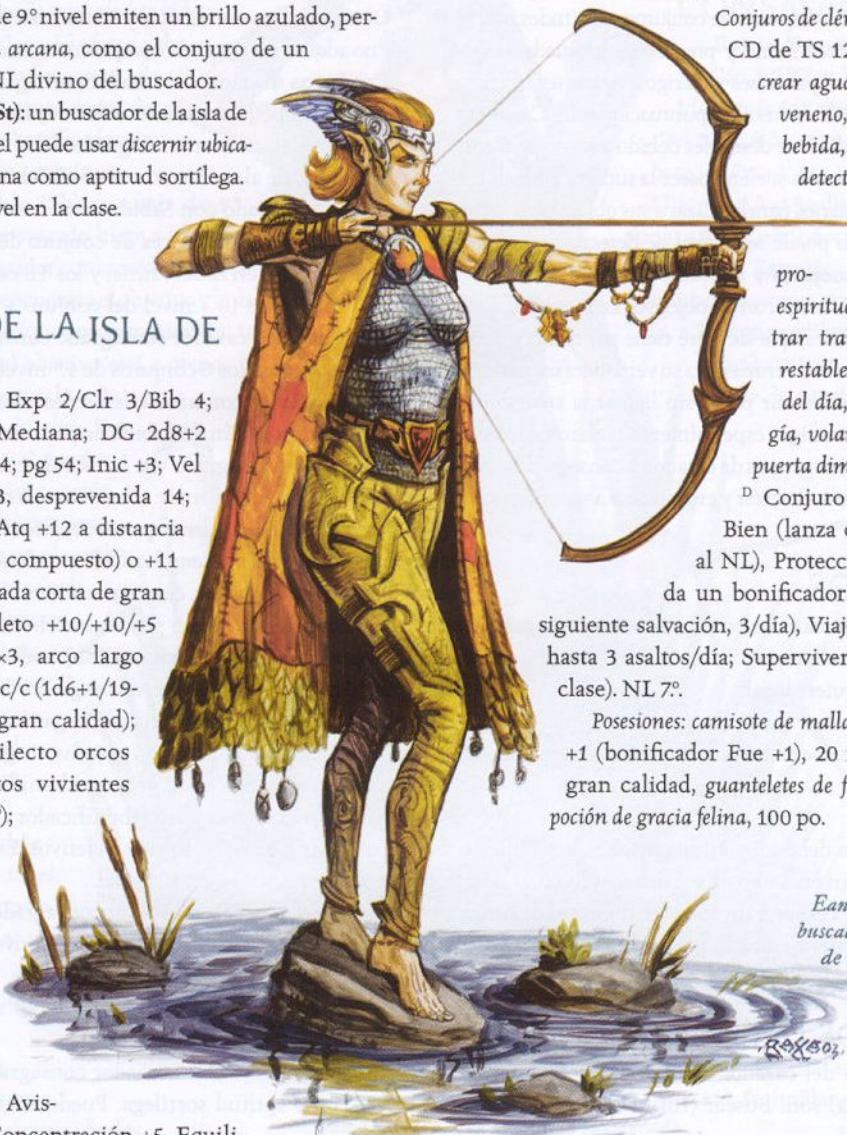 de 9.º nivel emiten un brillo azulado, per-
arcana, como el conjuro de un
NL divino del buscador.
St): un buscador de la isla de
el puede usar discernir ubica-
na como aptitud sortílega.
vel en la clase.
DE LA ISLA DE
Exp 2/Clr 3/Bib 4;
Mediana; DG 2d8+2
4; pg 54; Inic +3; Vel
3, desprevenida 14;
Atq +12 a distancia
compuesto) o +11
ada corta de gran
leto +10/+10/+5
×3, arco largo
c/c (1d6+1/19-
gran calidad);
ilecto orcos
tos vivientes
);
Avis-
Concentración +5, Equili-
Conjuros de clér
CD de TS 12
crear agua
veneno,
bebida,
detect
pro-
espiritua
trar tra
restable
del día,
gía, vola
puerta dim
D Conjuro
Bien (lanza c
al NL), Protecc
da un bonificador
siguiente salvación, 3/día), Viaj
hasta 3 asaltos/día; Superviven
clase). NL 7.º.
Posesiones: camisote de malla
+1 (bonificador Fue +1), 20
gran calidad, guanteletes de f
poción de gracia felina, 100 po.
Ean
buscad
de